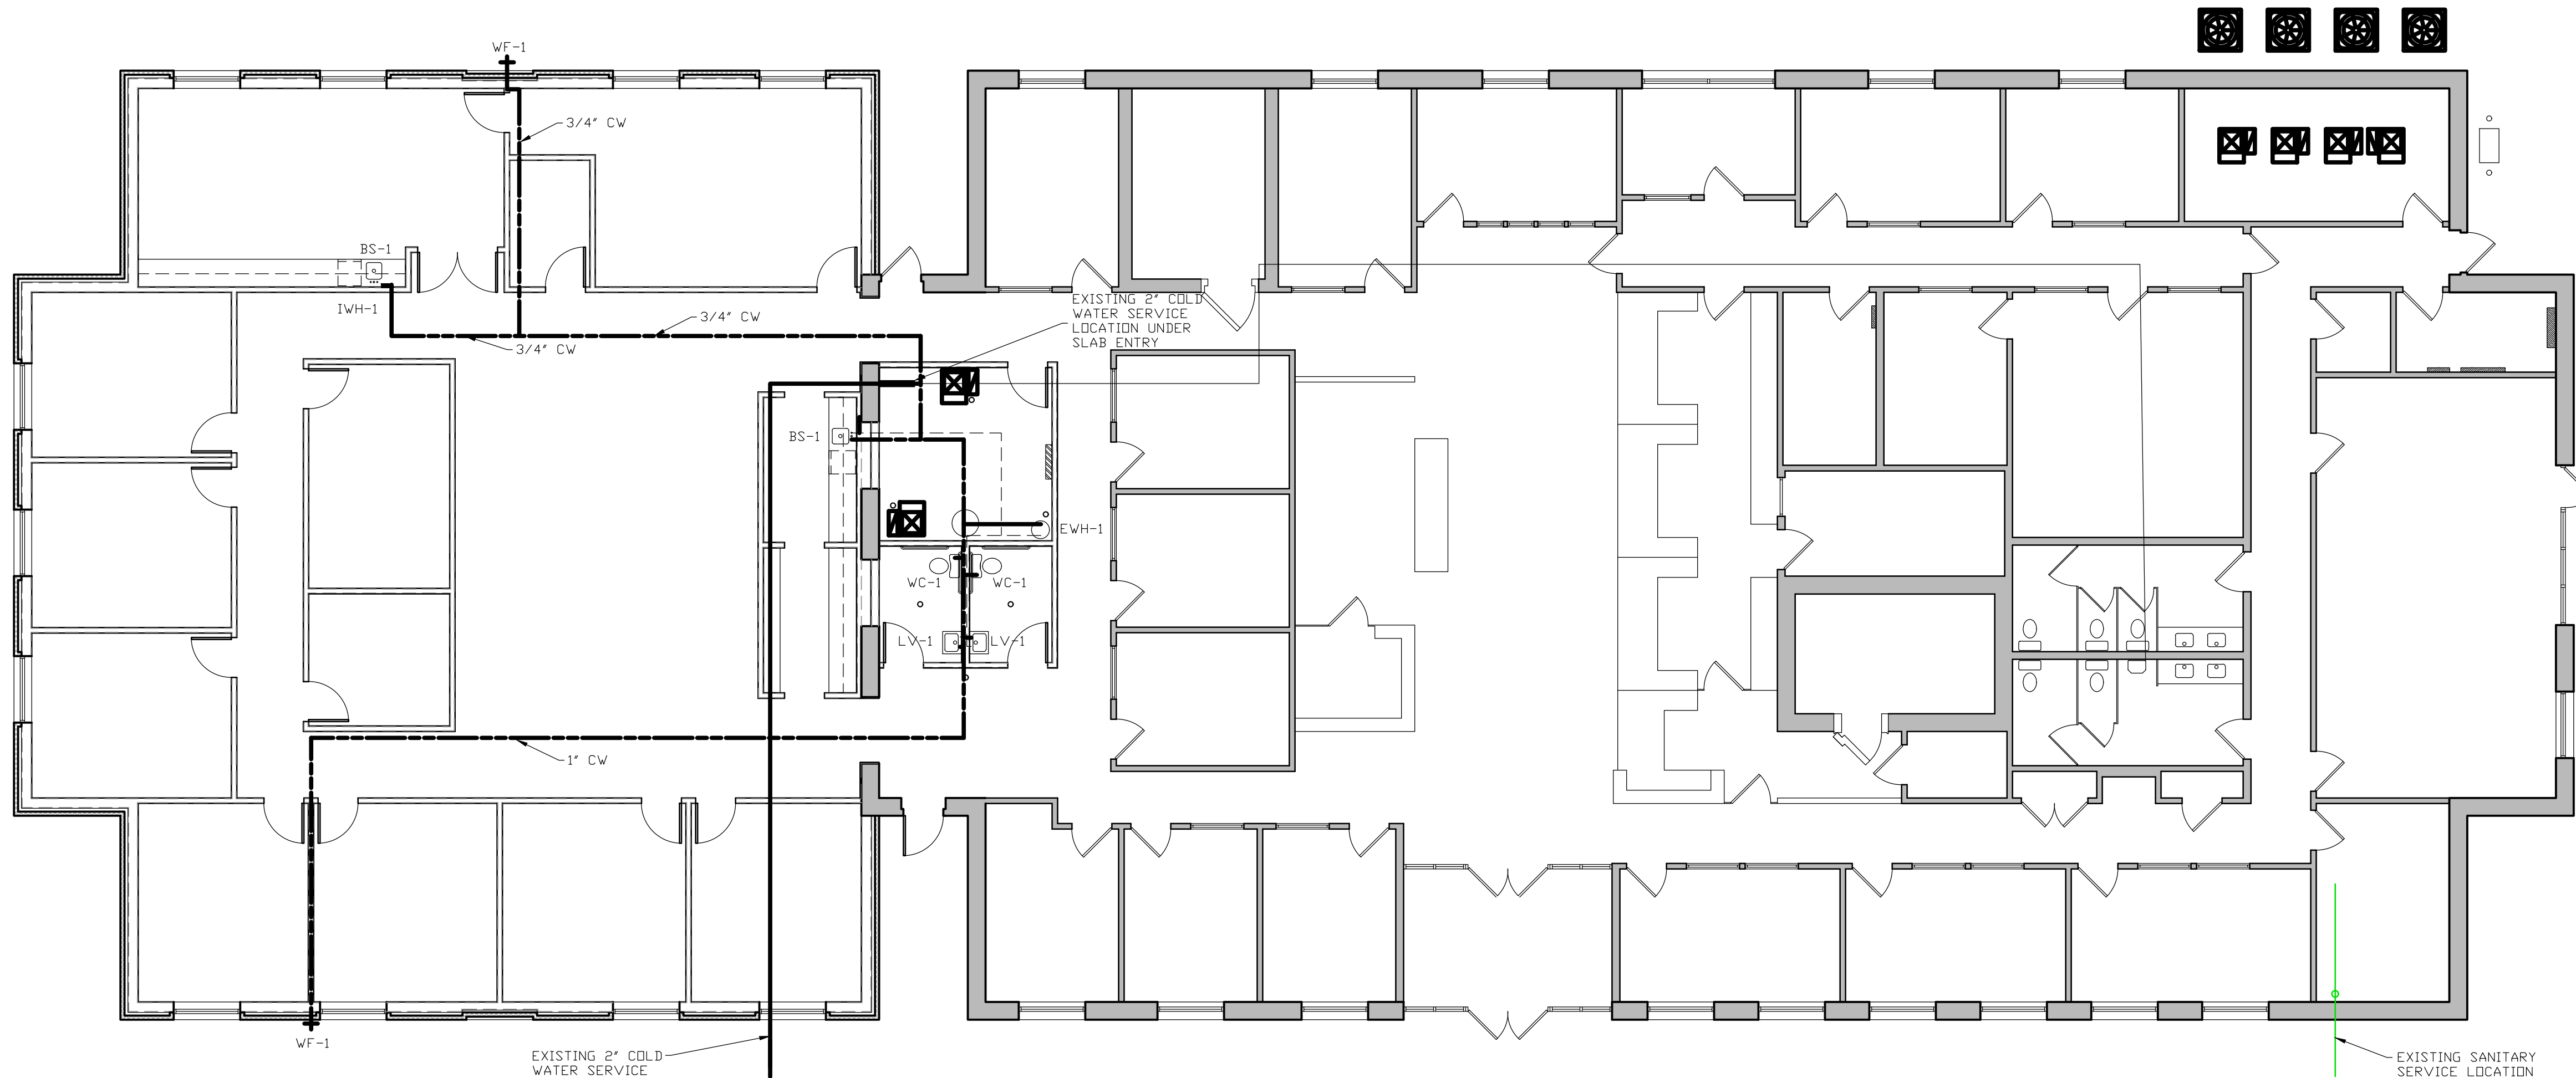 WF-1
3/4" CW
BS-1
IWH-1
3/4" CW
3/4" CW
EXISTING 2" COLD
WATER SERVICE
LOCATION UNDER
SLAB ENTRY
BS-1
EWH-1
WC-1
WC-1
LV-1
LV-1
1" CW
WF-1
EXISTING 2" COLD
WATER SERVICE
EXISTING SANITARY
SERVICE LOCATION